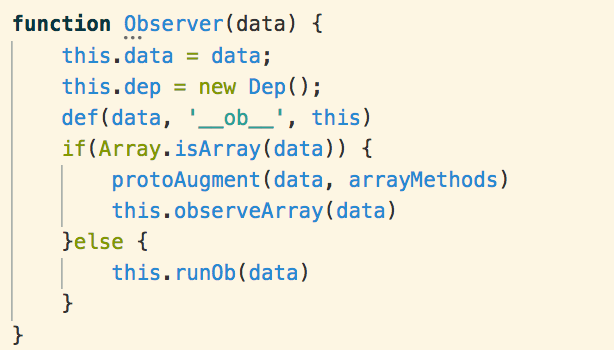 function Observer(data) {
    this.data = data;
    this.dep = new Dep();
    def(data, '__ob__', this)
    if(Array.isArray(data)) {
        protoAugment(data, arrayMethods)
        this.observeArray(data)
    }else {
        this.runOb(data)
    }
}